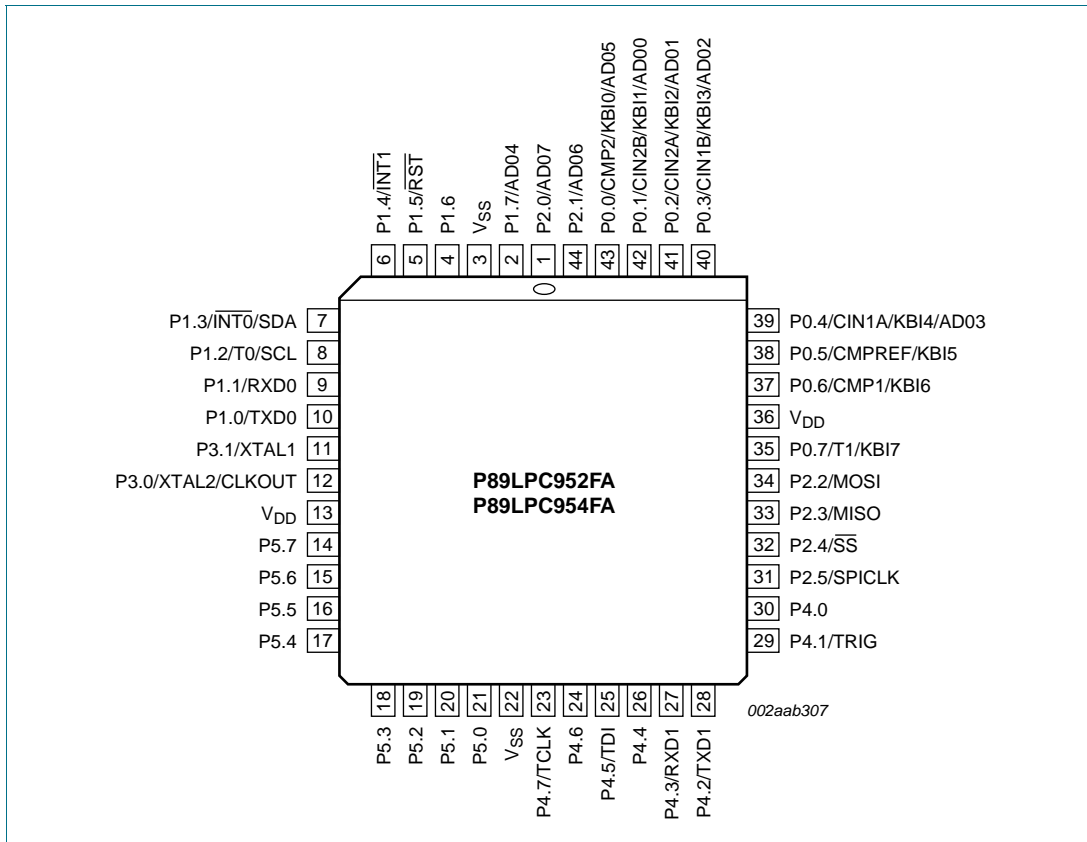 P1.4/INT1
P1.5/RST
P1.6
VSS
P1.7/AD04
P2.0/AD07
P2.1/AD06
P0.0/CMP2/KBI0/AD05
P0.1/CIN2B/KBI1/AD00
P0.2/CIN2A/KBI2/AD01
P0.3/CIN1B/KBI3/AD02
6 5 4 3 2 1 44 43 42 41 40
P1.3/INT0/SDA 7
P1.2/T0/SCL 8
P1.1/RXD0 9
P1.0/TXD0 10
P3.1/XTAL1 11
P3.0/XTAL2/CLKOUT 12
VDD 13
P5.7 14
P5.6 15
P5.5 16
P5.4 17
P89LPC952FA
P89LPC954FA
39 P0.4/CIN1A/KBI4/AD03
38 P0.5/CMPREF/KBI5
37 P0.6/CMP1/KBI6
36 VDD
35 P0.7/T1/KBI7
34 P2.2/MOSI
33 P2.3/MISO
32 P2.4/SS
31 P2.5/SPICLK
30 P4.0
29 P4.1/TRIG
18 19 20 21 22 23 24 25 26 27 28
P5.3
P5.2
P5.1
P5.0
VSS
P4.7/TCLK
P4.6
P4.5/TDI
P4.4
P4.3/RXD1
P4.2/TXD1
002aab307